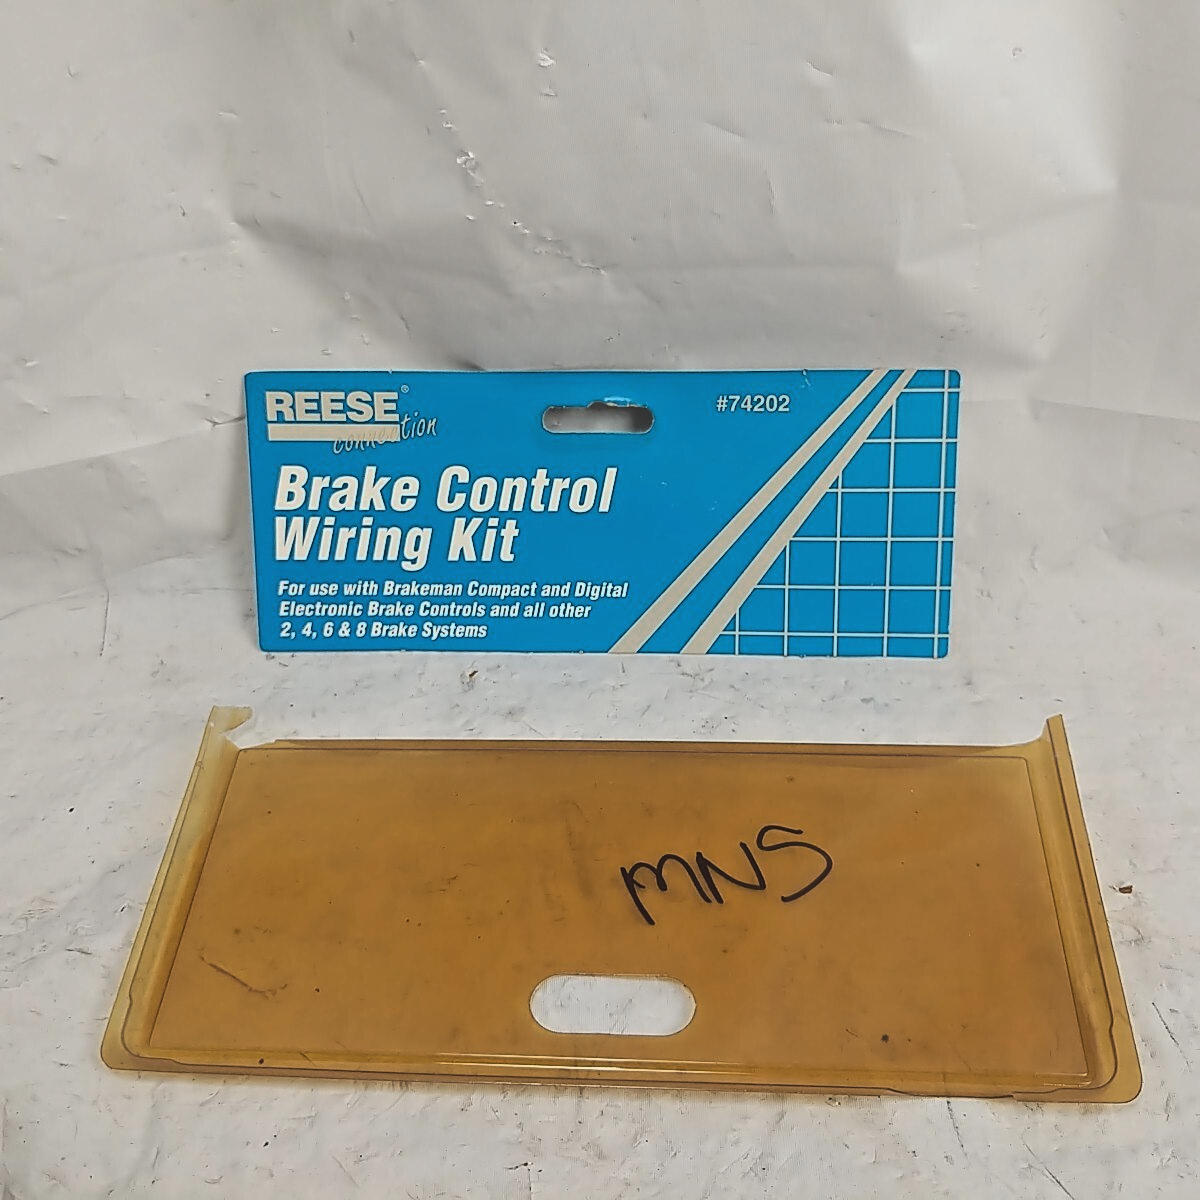 REESE®
connection
#74202
Brake Control
Wiring Kit
For use with Brakeman Compact and Digital
Electronic Brake Controls and all other
2, 4, 6 & 8 Brake Systems
MNS